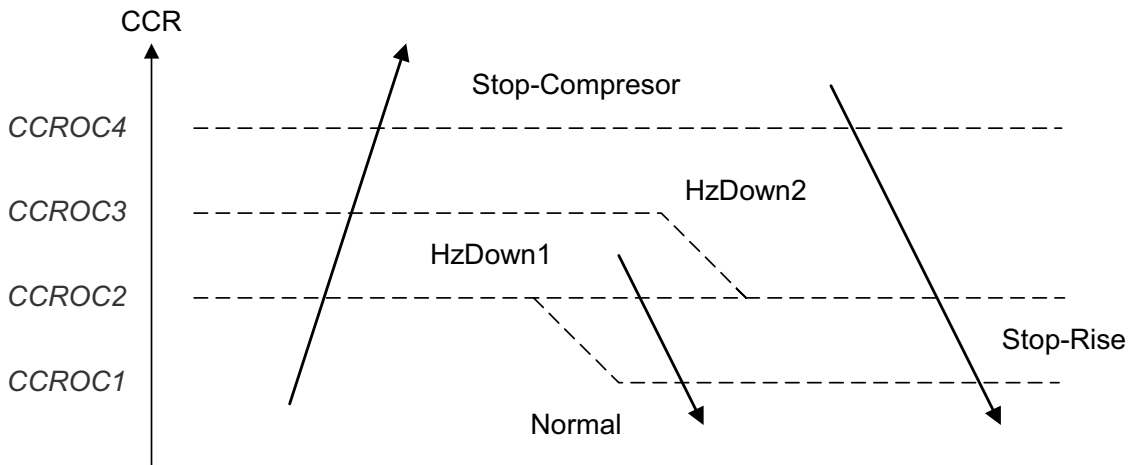 CCR
Stop-Compresor
CCROC4
HzDown2
CCROC3
HzDown1
CCROC2
Stop-Rise
CCROC1
Normal